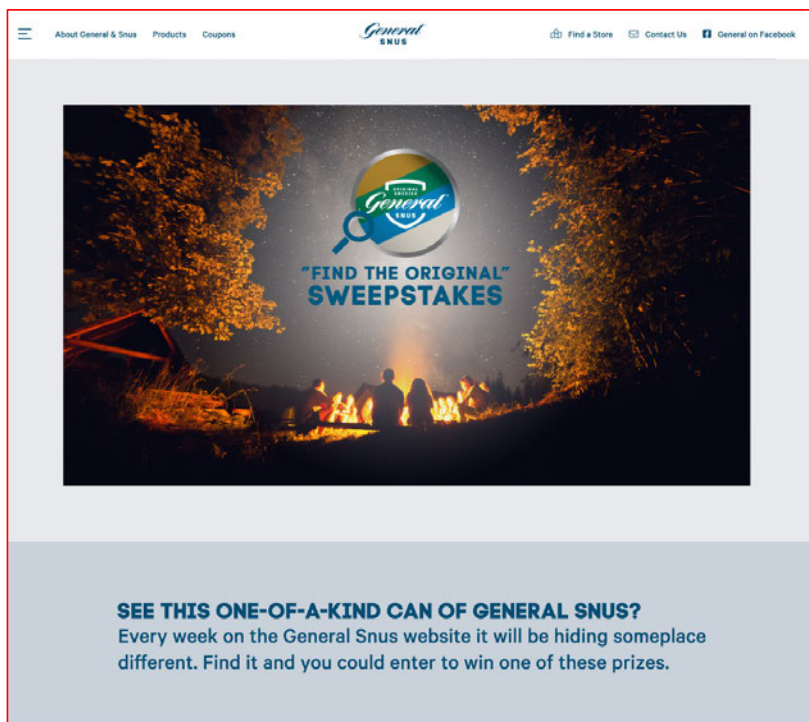 About General & Snus Products Coupons
General
SNUS
Find a Store Contact Us General on Facebook
ORIGINAL
SWEDISH
General
SNUS
"FIND THE ORIGINAL"
SWEEPSTAKES
SEE THIS ONE-OF-A-KIND CAN OF GENERAL SNUS?
Every week on the General Snus website it will be hiding someplace
different. Find it and you could enter to win one of these prizes.